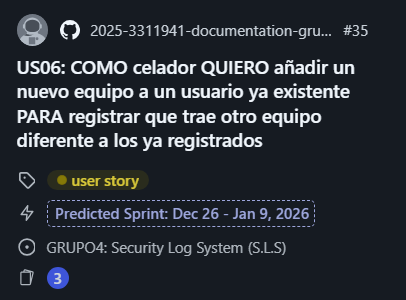 2025-3311941-documentation-gru... #35
US06: COMO celador QUIERO añadir un
nuevo equipo a un usuario ya existente
PARA registrar que trae otro equipo
diferente a los ya registrados
user story
Predicted Sprint: Dec 26 - Jan 9, 2026
GRUPO4: Security Log System (S.L.S)
3